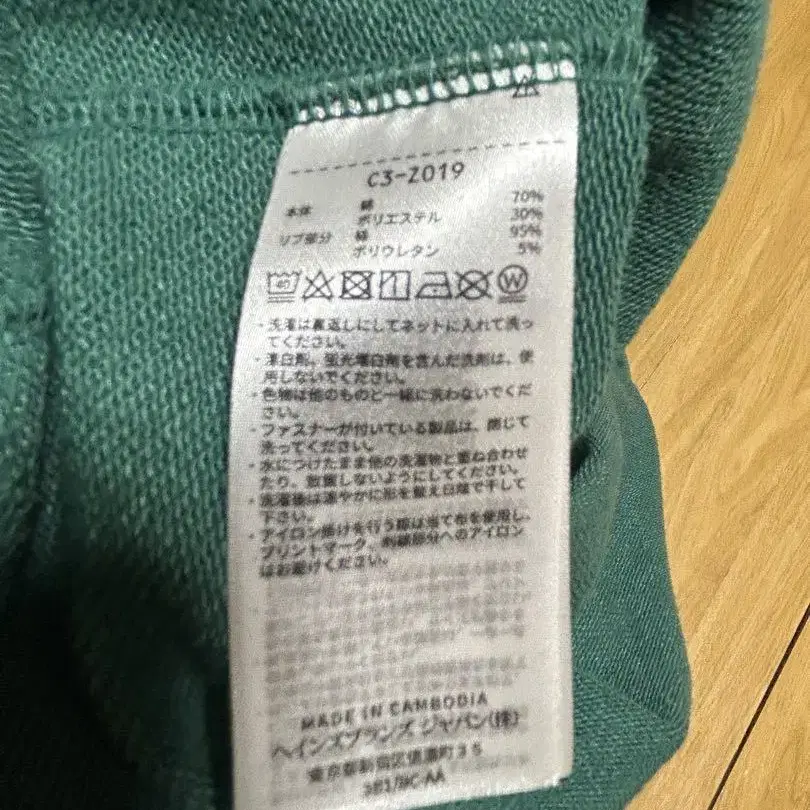 C3-Z019
本体 綿 70%
ポリエステル 30%
リブ部分 綿 95%
ポリウレタン 5%
40
W
・洗濯は裏返しにしてネットに入れて洗っ
てください。
・漂白剤、蛍光増白剤を含んだ洗剤は、使
用しないでください。
・色物は他のものと一緒に洗わないでくだ
さい。
・ファスナーが付いている製品は、閉じて
洗ってください。
・水につけたまま他の洗濯物と重ね合わせ
たり、放置しないようにしてください。
・洗濯後は速やかに形を整え日陰で干して
下さい。
・アイロン掛けを行う際は当て布を使用し、
プリントマーク、刺繍部分へのアイロン
はお避けください。
MADE IN CAMBODIA
ヘインズブランズ ジャパン(株)
東京都新宿区信濃町35